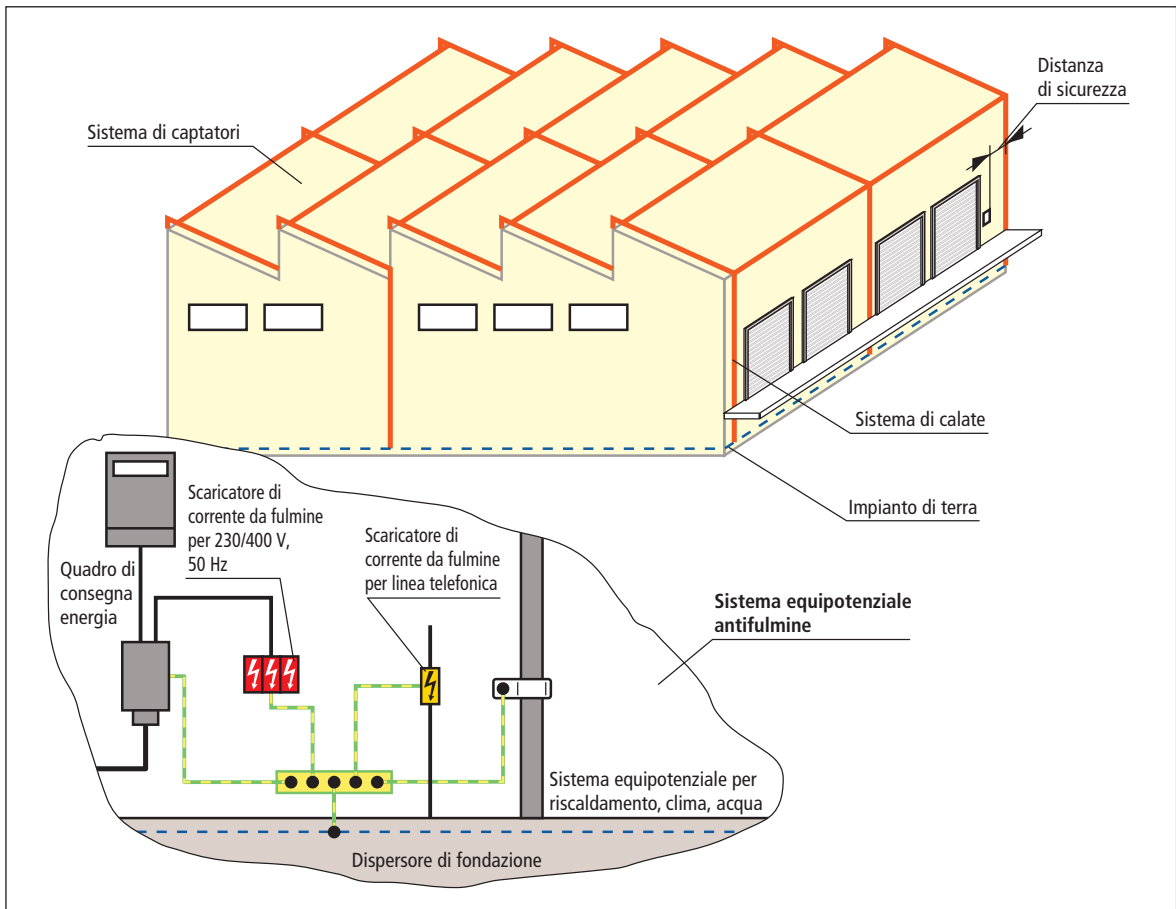 Distanza
di sicurezza
Sistema di captatori
Sistema di calate
Impianto di terra
Scaricatore di
corrente da fulmine
per 230/400 V,
50 Hz
Scaricatore di
corrente da fulmine
per linea telefonica
Quadro di
consegna
energia
Sistema equipotenziale
antifulmine
Sistema equipotenziale per
riscaldamento, clima, acqua
Dispersore di fondazione